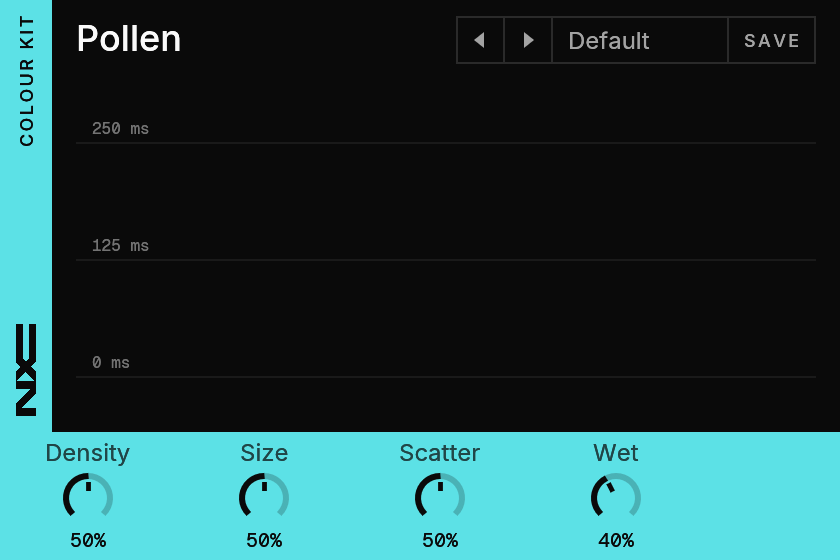 COLOUR KIT
Pollen
Default
SAVE
250 ms
125 ms
0 ms
NXE
Density
Size
Scatter
Wet
50%
50%
50%
40%